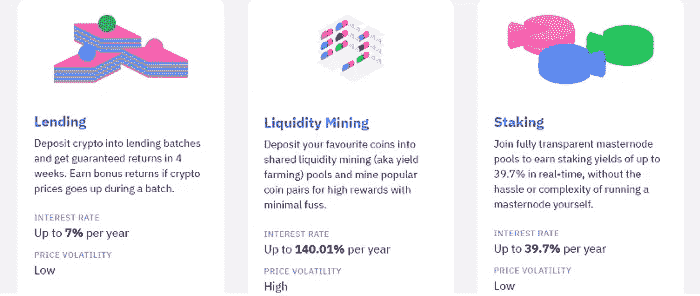 Lending
Deposit crypto into lending batches
and get guaranteed returns in 4
weeks. Earn bonus returns if crypto
prices goes up during a batch.
INTEREST RATE
Up to 7% per year
PRICE VOLATILITY
Low
Liquidity Mining
Deposit your favourite coins into
shared liquidity mining (aka yield
farming) pools and mine popular
coin pairs for high rewards with
minimal fuss.
INTEREST RATE
Up to 140.01% per year
PRICE VOLATILITY
High
Staking
Join fully transparent masternode
pools to earn staking yields of up to
39.7% in real-time, without the
hassle or complexity of running a
masternode yourself.
INTEREST RATE
Up to 39.7% per year
PRICE VOLATILITY
Low